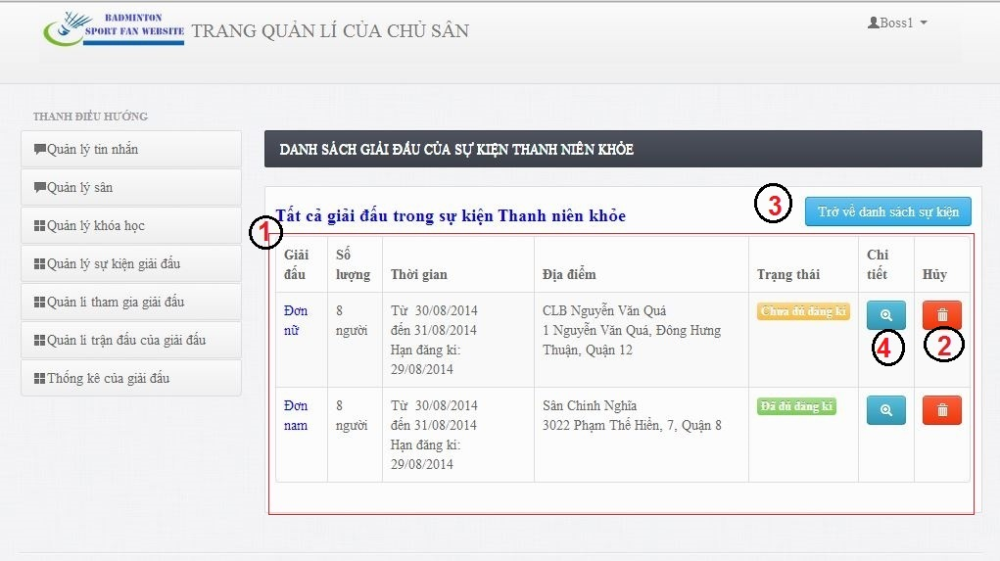 BADMINTON
SPORT FAN WEBSITE
TRANG QUẢN LÍ CỦA CHỦ SÂN
Boss1
THANH ĐIỀU HƯỚNG
Quản lý tin nhắn
Quản lý sân
Quản lý khóa học
Quản lý sự kiện giải đấu
Quản lí tham gia giải đấu
Quản lí trận đấu của giải đấu
Thống kê của giải đấu
DANH SÁCH GIẢI ĐẤU CỦA SỰ KIỆN THANH NIÊN KHỎE
Tất cả giải đấu trong sự kiện Thanh niên khỏe
3
Trở về danh sách sự kiện
1
Giải
đấu
Số
lượng
Thời gian
Địa điểm
Trạng thái
Chi
tiết
Hủy
Đơn
nữ
8
người
Từ 30/08/2014
đến 31/08/2014
Hạn đăng kí:
29/08/2014
CLB Nguyễn Văn Quá
1 Nguyễn Văn Quá, Đông Hưng
Thuận, Quận 12
Chưa đủ đăng kí
4
2
Đơn
nam
8
người
Từ 30/08/2014
đến 31/08/2014
Hạn đăng kí:
29/08/2014
Sân Chinh Nghĩa
3022 Phạm Thế Hiển, 7, Quận 8
Đã đủ đăng kí